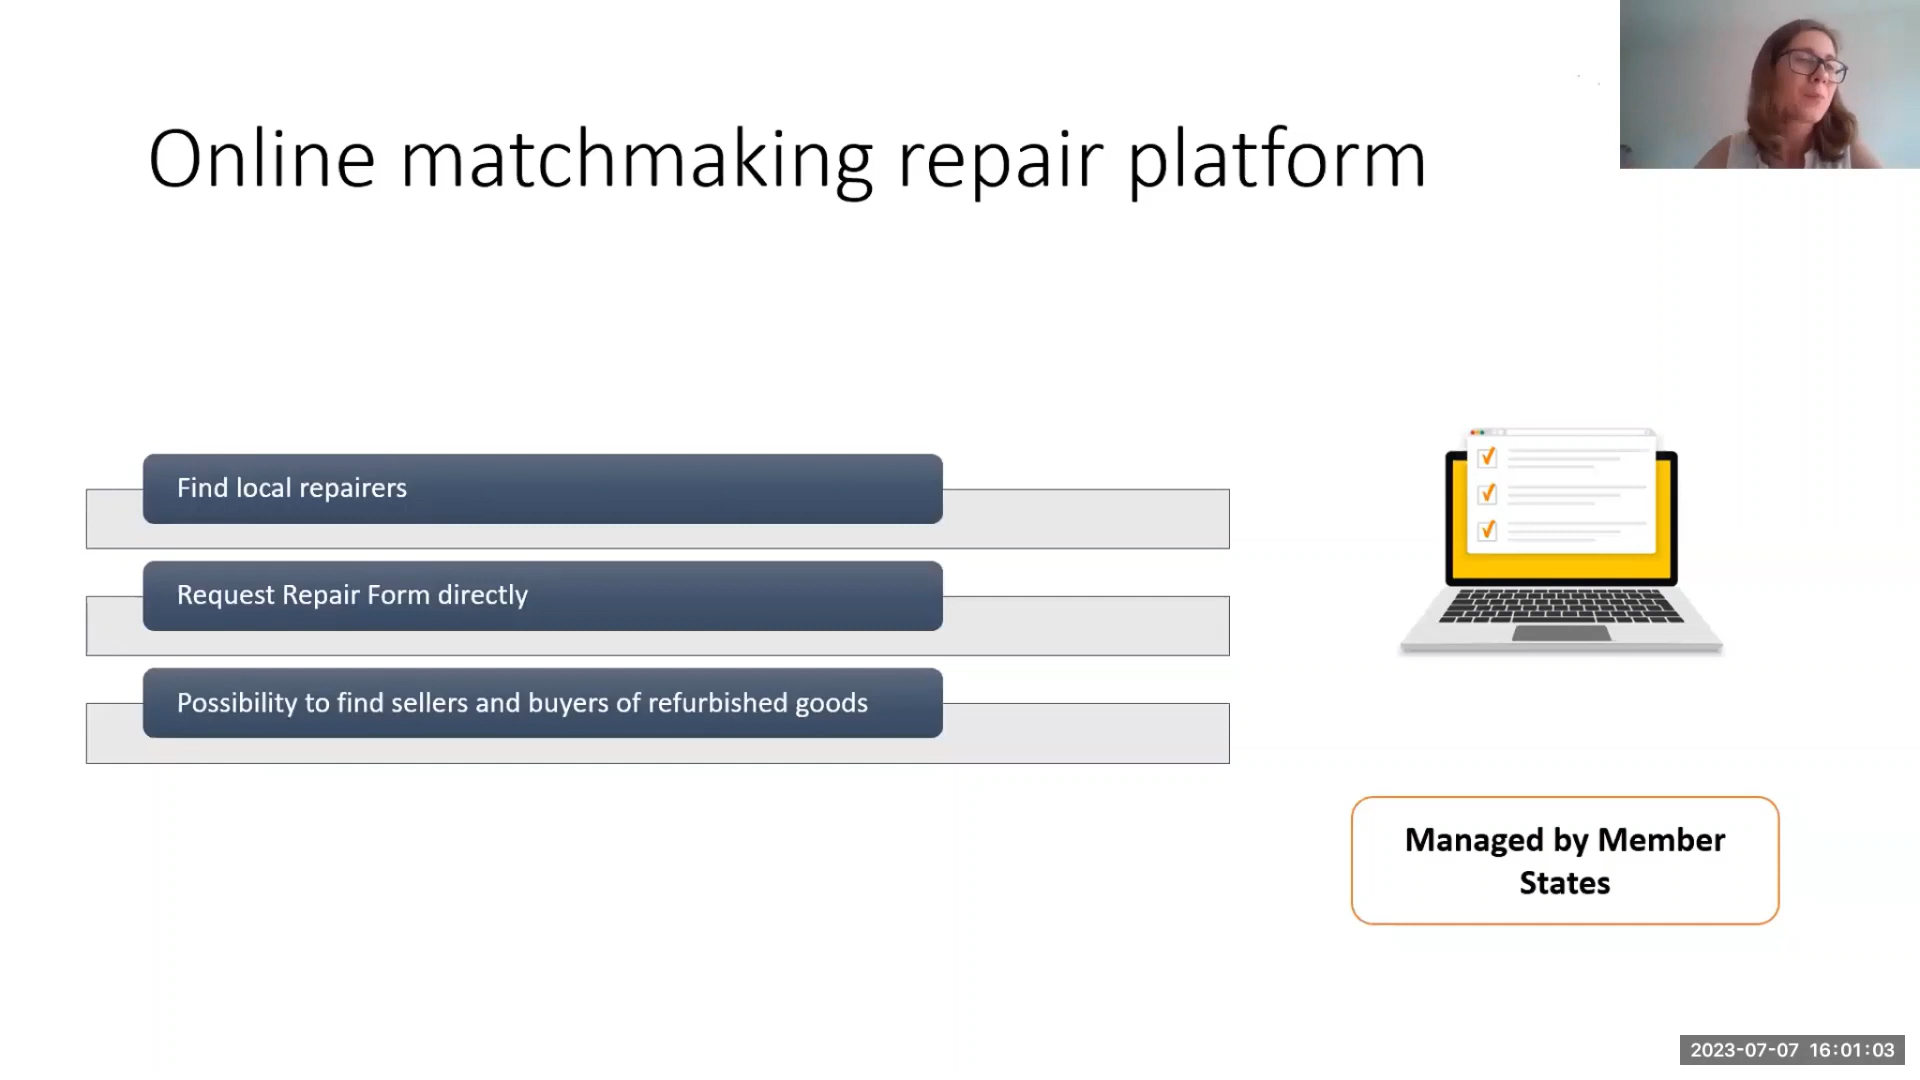 Online matchmaking repair platform
Find local repairers
Request Repair Form directly
Possibility to find sellers and buyers of refurbished goods
Managed by Member
States
2023-07-07 16:01:03